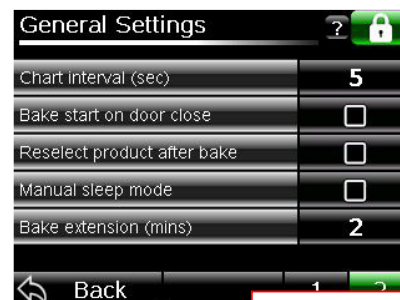 General Settings ?
Chart interval (sec) 5
Bake start on door close
Reselect product after bake
Manual sleep mode
Bake extension (mins) 2
Back 1